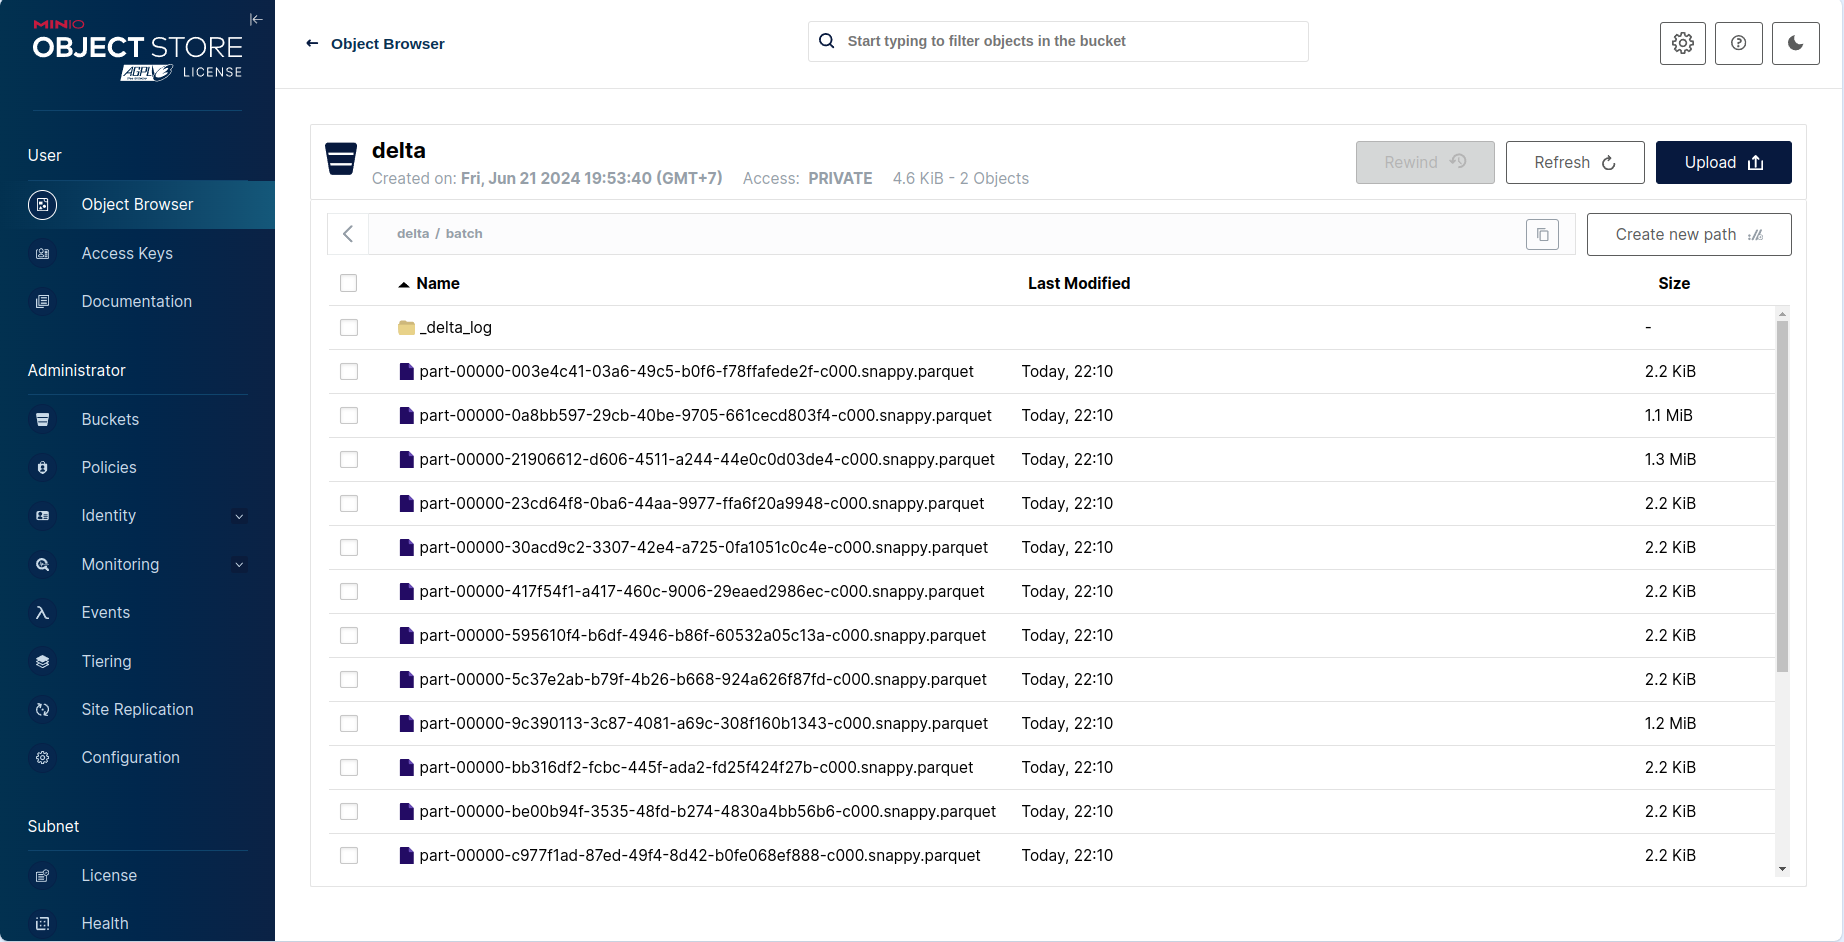 MINIO
OBJECT STORE
AGPLV3 LICENSE
Object Browser
Start typing to filter objects in the bucket
User
Object Browser
Access Keys
Documentation
Administrator
Buckets
Policies
Identity
Monitoring
Events
Tiering
Site Replication
Configuration
Subnet
License
Health
delta
Created on: Fri, Jun 21 2024 19:53:40 (GMT+7) Access: PRIVATE 4.6 KiB - 2 Objects
Rewind Refresh Upload
delta / batch
Create new path
Name Last Modified Size
_delta_log -
part-00000-003e4c41-03a6-49c5-b0f6-f78ffafede2f-c000.snappy.parquet Today, 22:10 2.2 KiB
part-00000-0a8bb597-29cb-40be-9705-661cecd803f4-c000.snappy.parquet Today, 22:10 1.1 MiB
part-00000-21906612-d606-4511-a244-44e0c0d03de4-c000.snappy.parquet Today, 22:10 1.3 MiB
part-00000-23cd64f8-0ba6-44aa-9977-ffa6f20a9948-c000.snappy.parquet Today, 22:10 2.2 KiB
part-00000-30acd9c2-3307-42e4-a725-0fa1051c0c4e-c000.snappy.parquet Today, 22:10 2.2 KiB
part-00000-417f54f1-a417-460c-9006-29eaed2986ec-c000.snappy.parquet Today, 22:10 2.2 KiB
part-00000-595610f4-b6df-4946-b86f-60532a05c13a-c000.snappy.parquet Today, 22:10 2.2 KiB
part-00000-5c37e2ab-b79f-4b26-b668-924a626f87fd-c000.snappy.parquet Today, 22:10 2.2 KiB
part-00000-9c390113-3c87-4081-a69c-308f160b1343-c000.snappy.parquet Today, 22:10 1.2 MiB
part-00000-bb316df2-fcbc-445f-ada2-fd25f424f27b-c000.snappy.parquet Today, 22:10 2.2 KiB
part-00000-be00b94f-3535-48fd-b274-4830a4bb56b6-c000.snappy.parquet Today, 22:10 2.2 KiB
part-00000-c977f1ad-87ed-49f4-8d42-b0fe068ef888-c000.snappy.parquet Today, 22:10 2.2 KiB